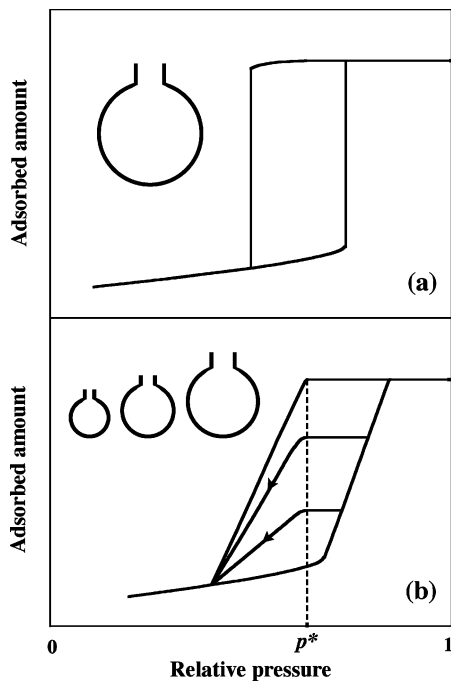 Adsorbed amount
(a)
Adsorbed amount
(b)
0
p*
1
Relative pressure